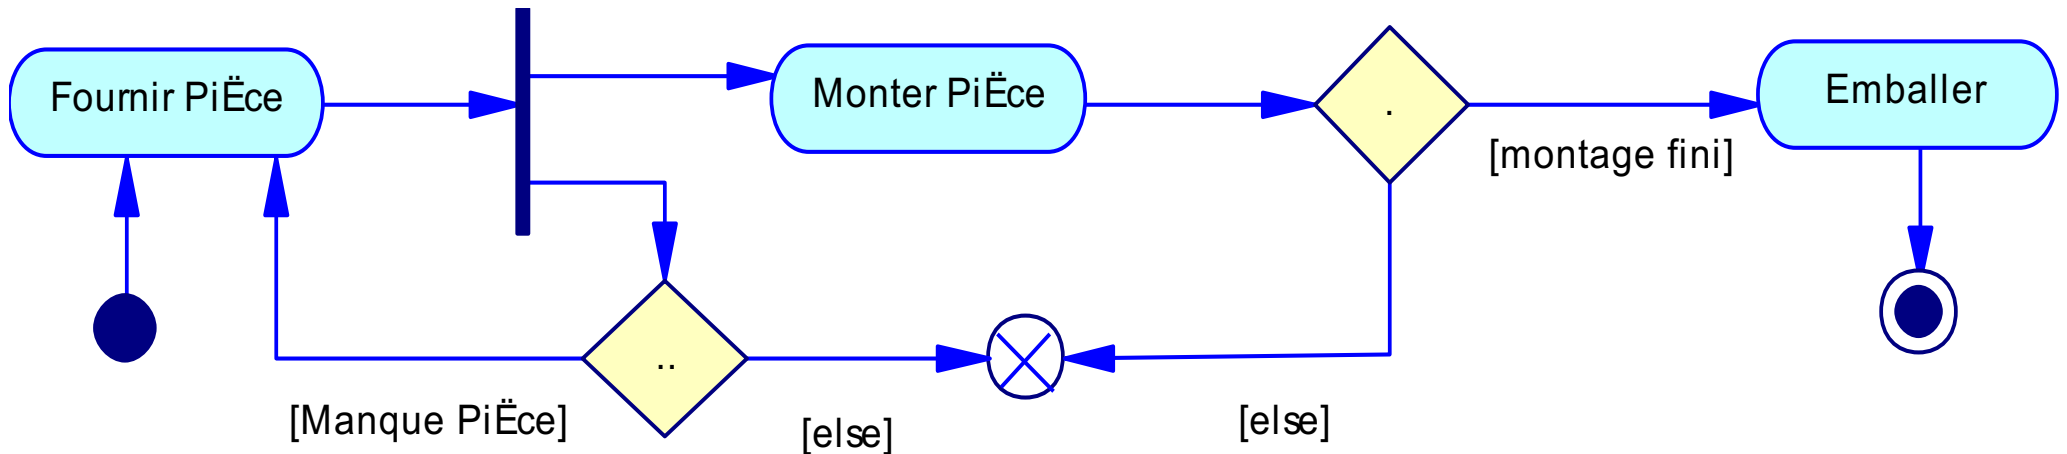 Fournir PiËce
Monter PiËce
.
Emballer
[montage fini]
..
[Manque PiËce]
[else]
[else]